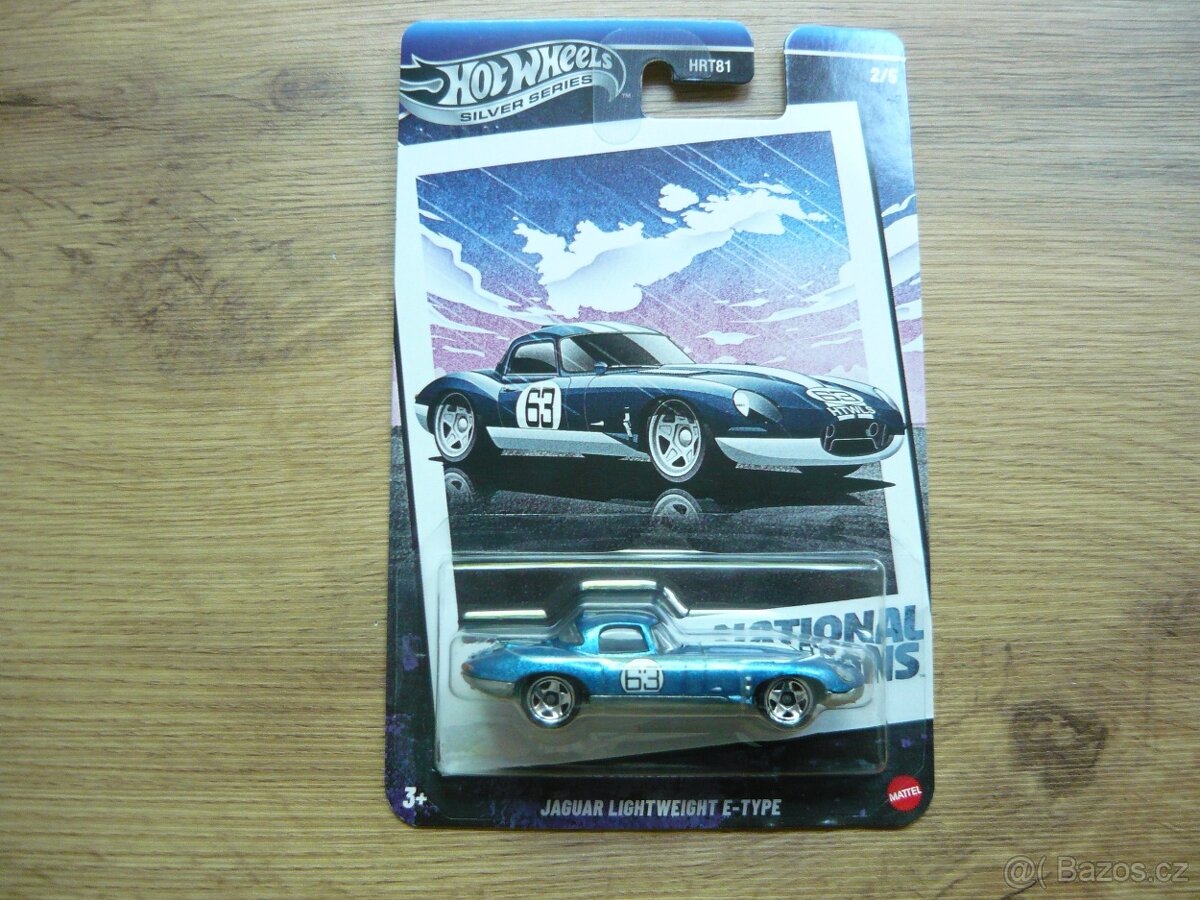 HOT WHEELS
TM
SILVER SERIES
HRT81
2/5
63
63
HTWLS
NATIONAL
63
3+
JAGUAR LIGHTWEIGHT E-TYPE
MATTEL
@( Bazos.cz